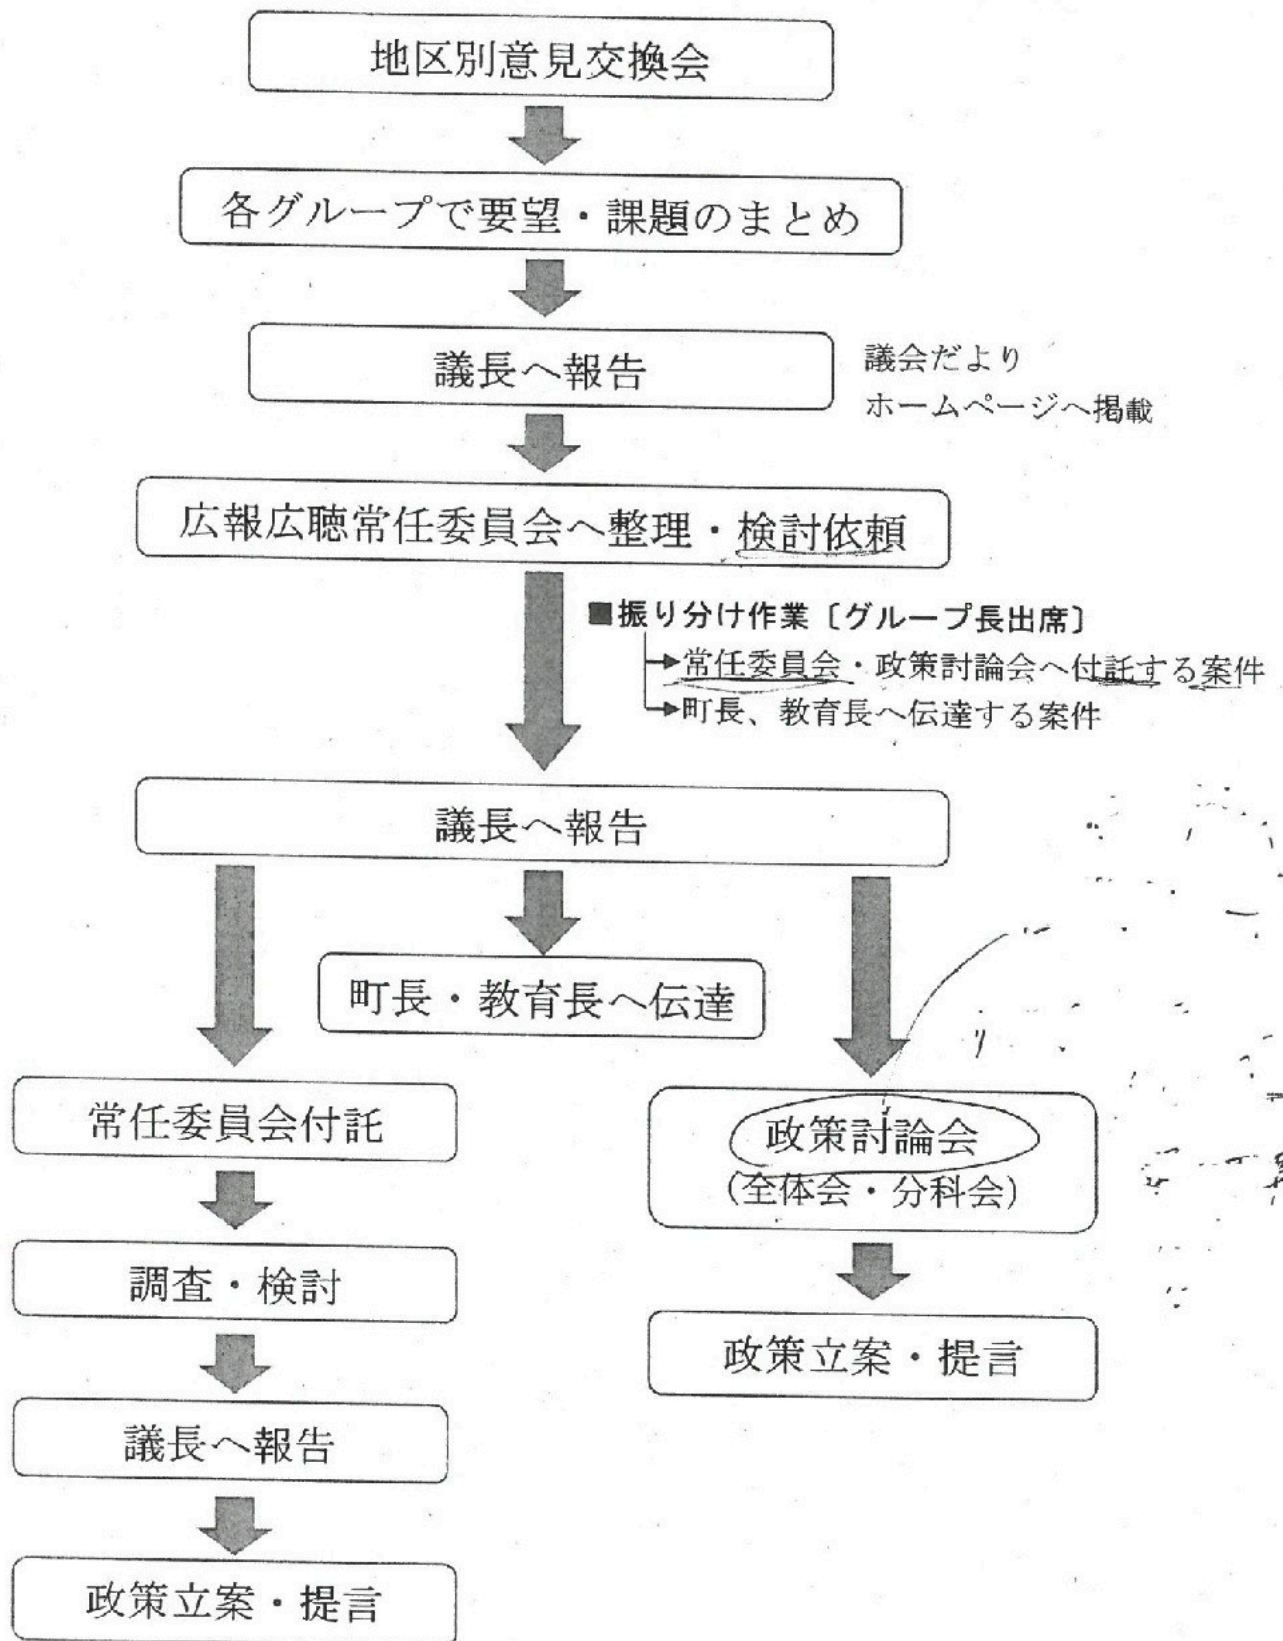 地区別意見交換会
各グループで要望・課題のまとめ
議長へ報告
議会だより
ホームページへ掲載
広報広聴常任委員会へ整理・検討依頼
■振り分け作業〔グループ長出席〕
常任委員会・政策討論会へ付託する案件
町長、教育長へ伝達する案件
議長へ報告
町長・教育長へ伝達
常任委員会付託
政策討論会
(全体会・分科会)
調査・検討
政策立案・提言
議長へ報告
政策立案・提言